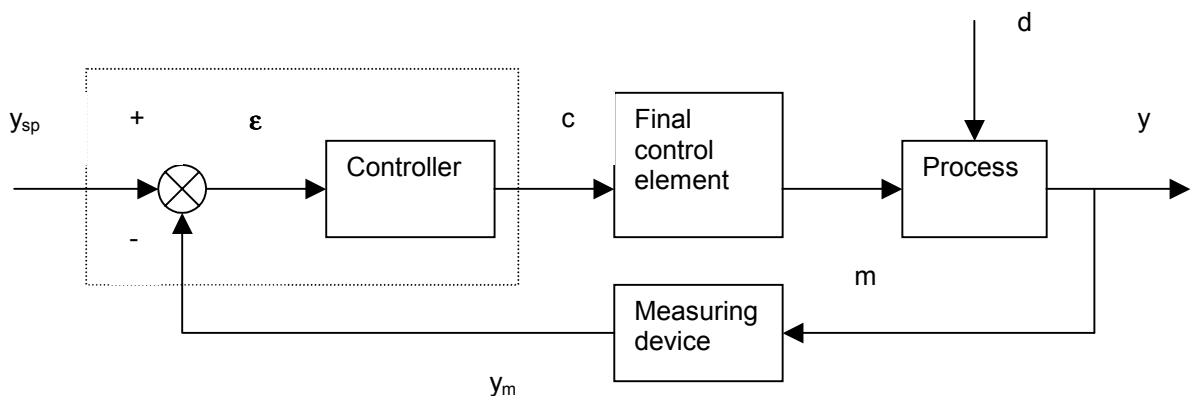 d
y_sp
+
ε
c
Final
control
element
y
Controller
Process
-
m
Measuring
device
y_m